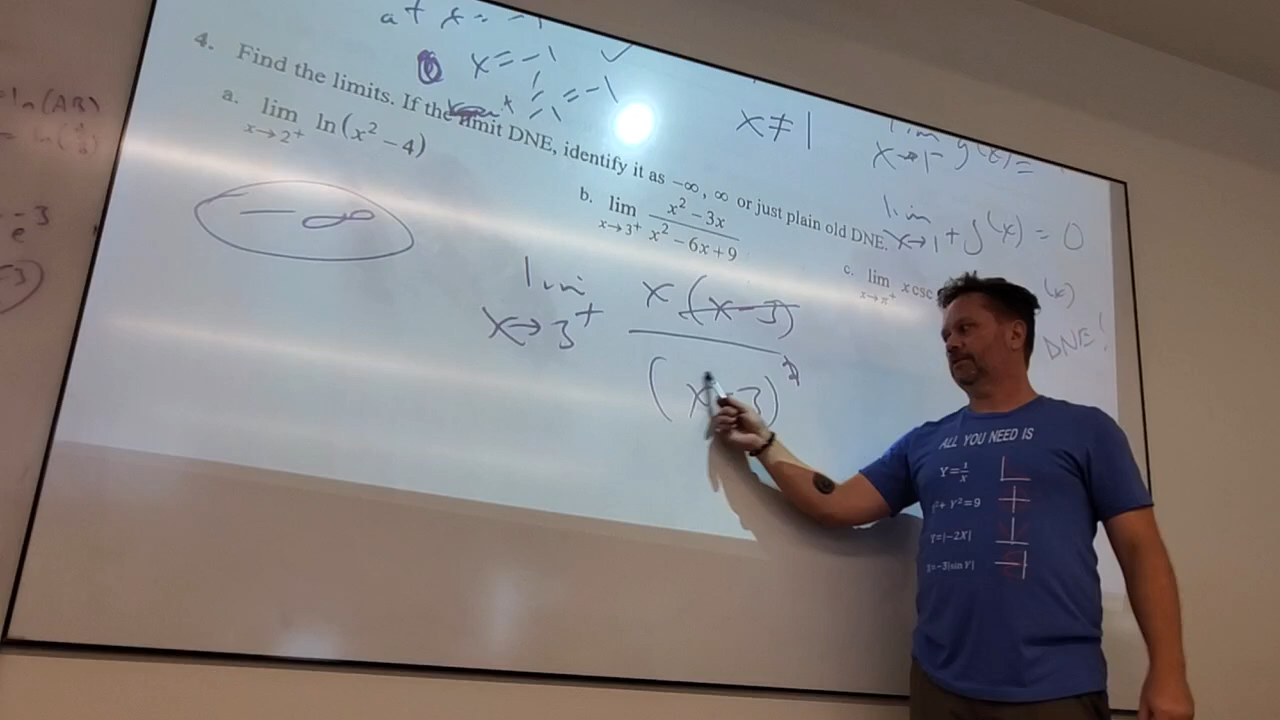 at x = -1
x = -1 ✓
= -1
x ≠ 1
4. Find the limits. If the limit DNE, identify it as −∞, ∞ or just plain old DNE.
a. lim x→2⁺ ln(x² − 4)
− ∞
b. lim x→3⁺ (x² − 3x)/(x² − 6x + 9)
c. lim x→π⁺ x csc
lim x→3⁺ x(x-3)
(x-3)²
lim x→1⁻ g(x) =
lim x→1⁺ g(x) = 0
(x)
DNE!
ln(AB)
-3
e
ALL YOU NEED IS
Y=1/x
Y²=9
Y=|-2X|
X=-3|sin Y|